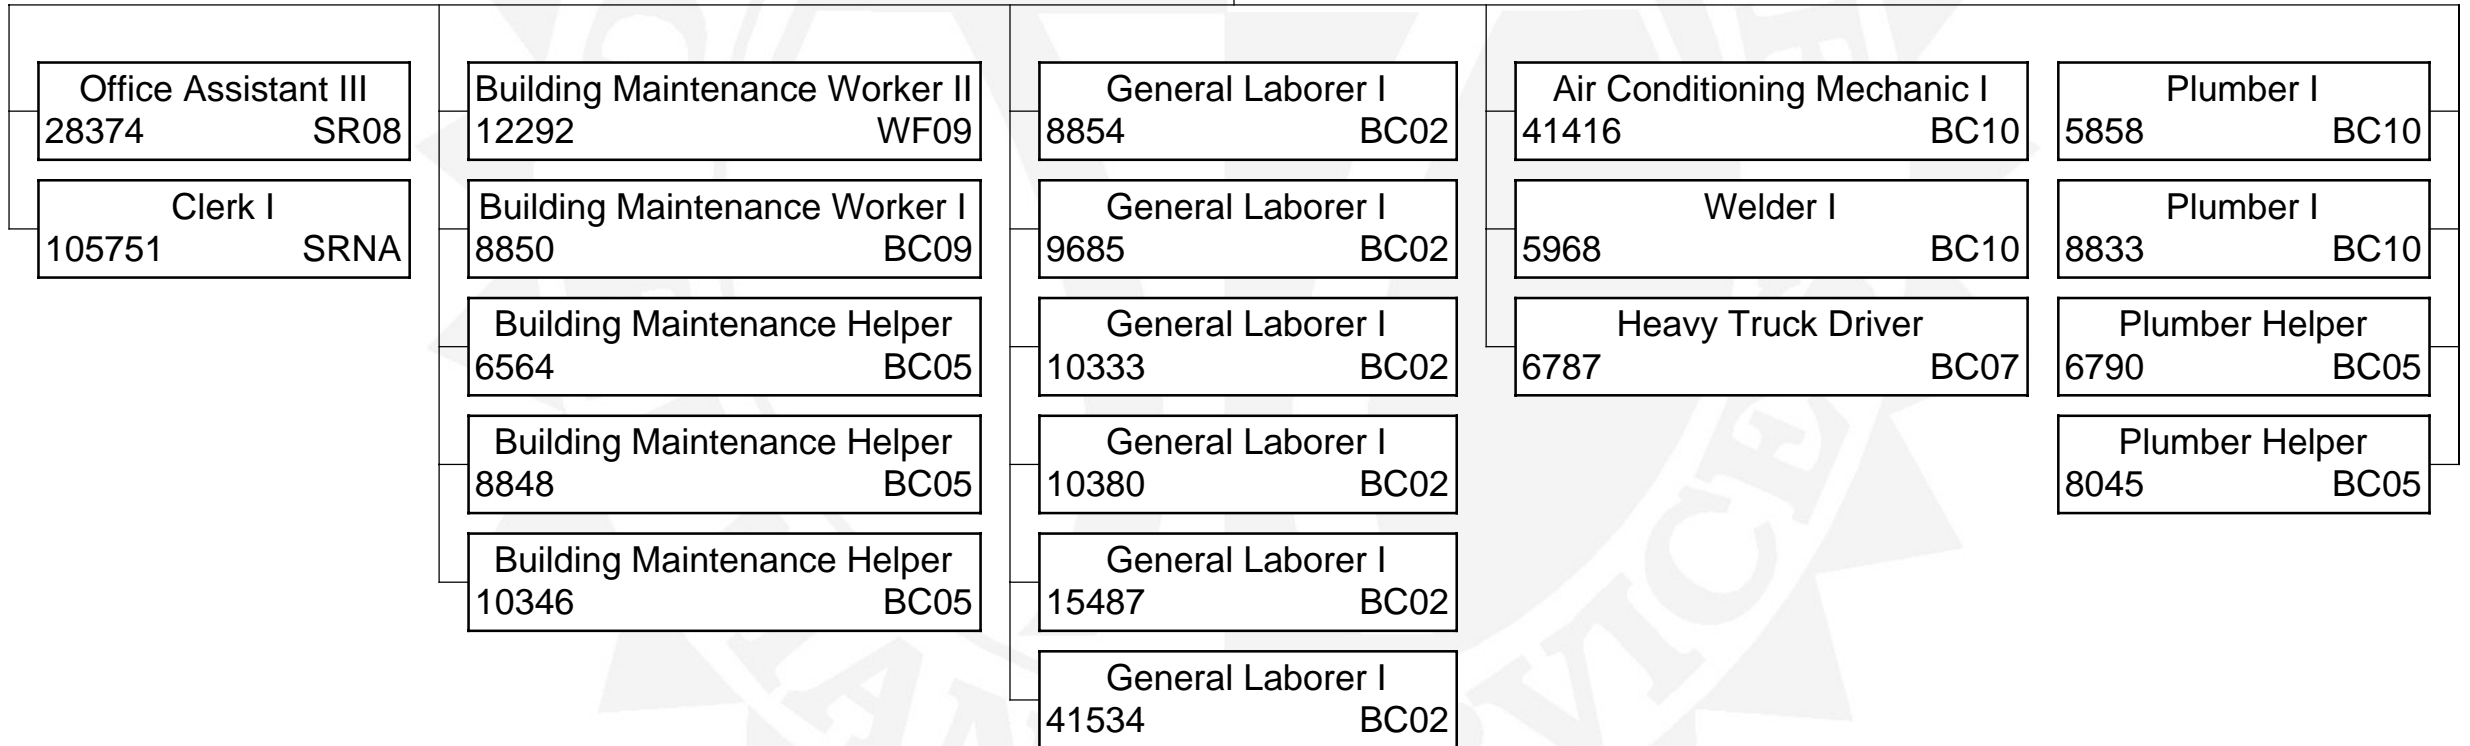 Office Assistant III
28374 SR08
Clerk I
105751 SRNA
Building Maintenance Worker II
12292 WF09
Building Maintenance Worker I
8850 BC09
Building Maintenance Helper
6564 BC05
Building Maintenance Helper
8848 BC05
Building Maintenance Helper
10346 BC05
General Laborer I
8854 BC02
General Laborer I
9685 BC02
General Laborer I
10333 BC02
General Laborer I
10380 BC02
General Laborer I
15487 BC02
General Laborer I
41534 BC02
Air Conditioning Mechanic I
41416 BC10
Welder I
5968 BC10
Heavy Truck Driver
6787 BC07
Plumber I
5858 BC10
Plumber I
8833 BC10
Plumber Helper
6790 BC05
Plumber Helper
8045 BC05